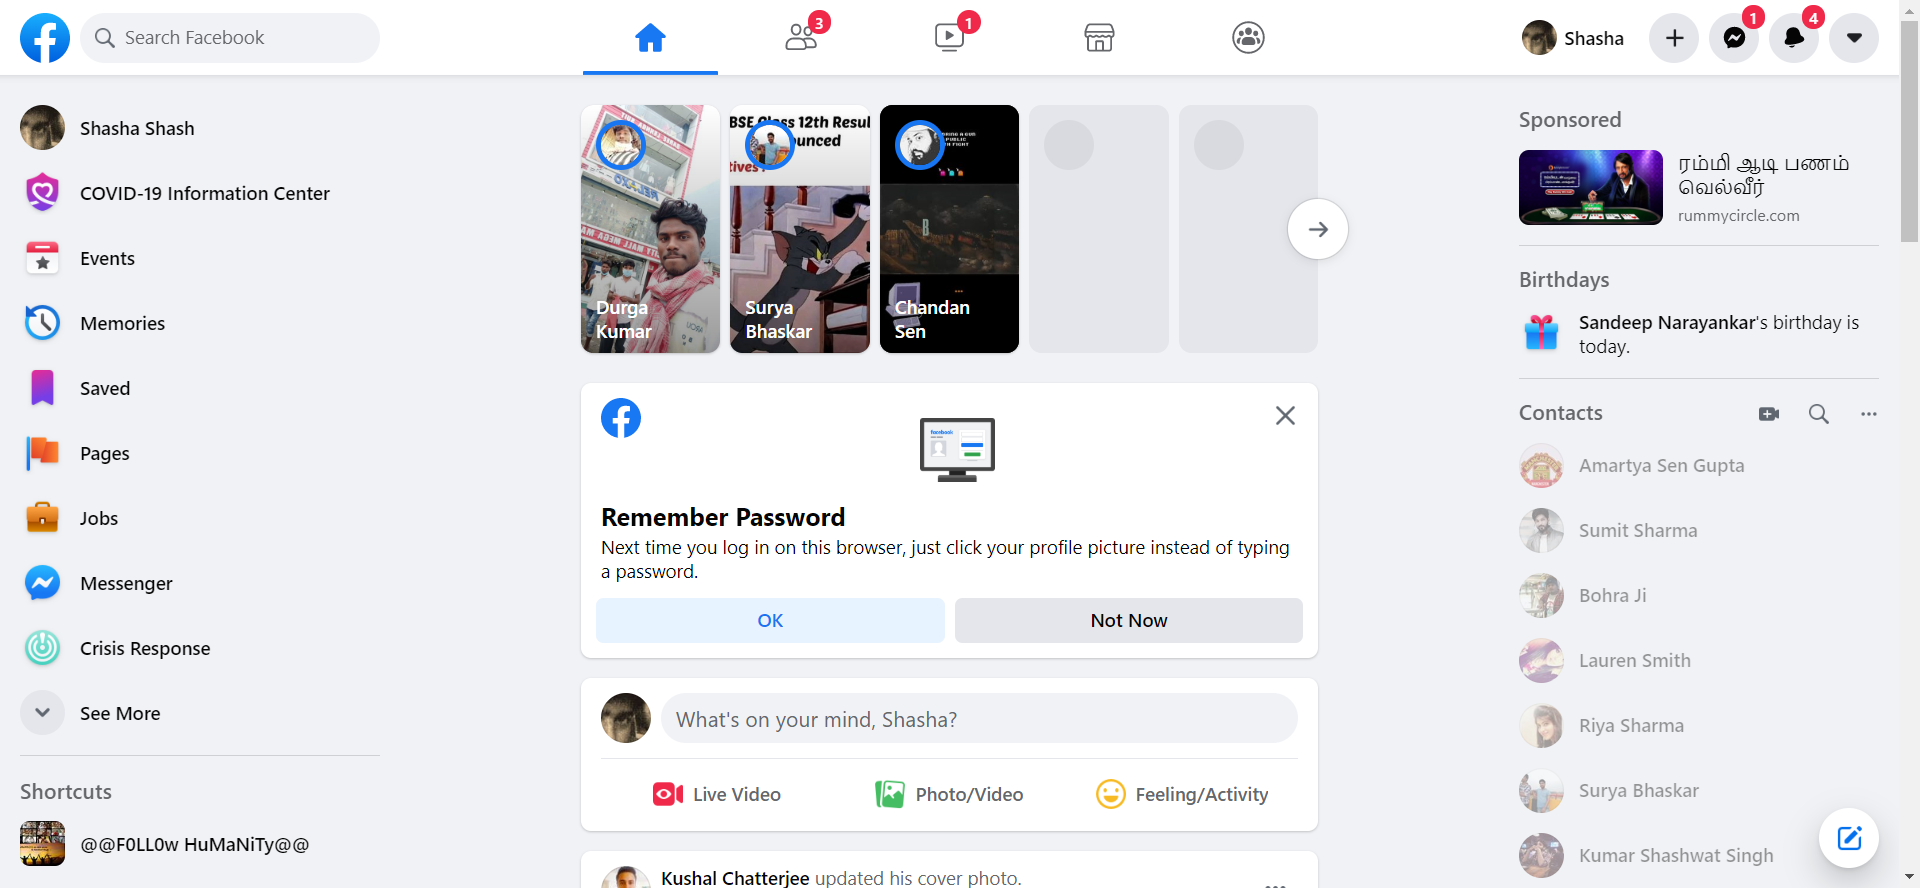 Search Facebook
3
1
Shasha
1
4
Shasha Shash
COVID-19 Information Center
Events
Memories
Saved
Pages
Jobs
Messenger
Crisis Response
See More
Shortcuts
@@F0LL0w HuMaNiTy@@
Durga
Kumar
BSE Class 12th Resul
unced
tives
Surya
Bhaskar
Chandan
Sen
facebook
Remember Password
Next time you log in on this browser, just click your profile picture instead of typing
a password.
OK
Not Now
What's on your mind, Shasha?
Live Video
Photo/Video
Feeling/Activity
Kushal Chatterjee updated his cover photo.
Sponsored
ரம்மி ஆடி பணம்
வெல்வீர்
rummycircle.com
Birthdays
Sandeep Narayankar's birthday is
today.
Contacts
Amartya Sen Gupta
Sumit Sharma
Bohra Ji
Lauren Smith
Riya Sharma
Surya Bhaskar
Kumar Shashwat Singh